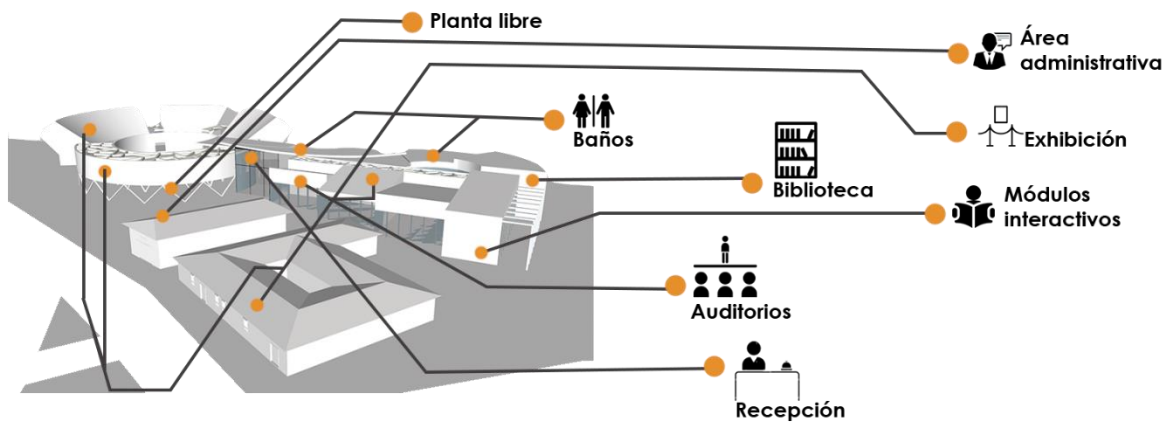 Planta libre
Área
administrativa
Baños
Exhibición
Biblioteca
Módulos
interactivos
Auditorios
Recepción